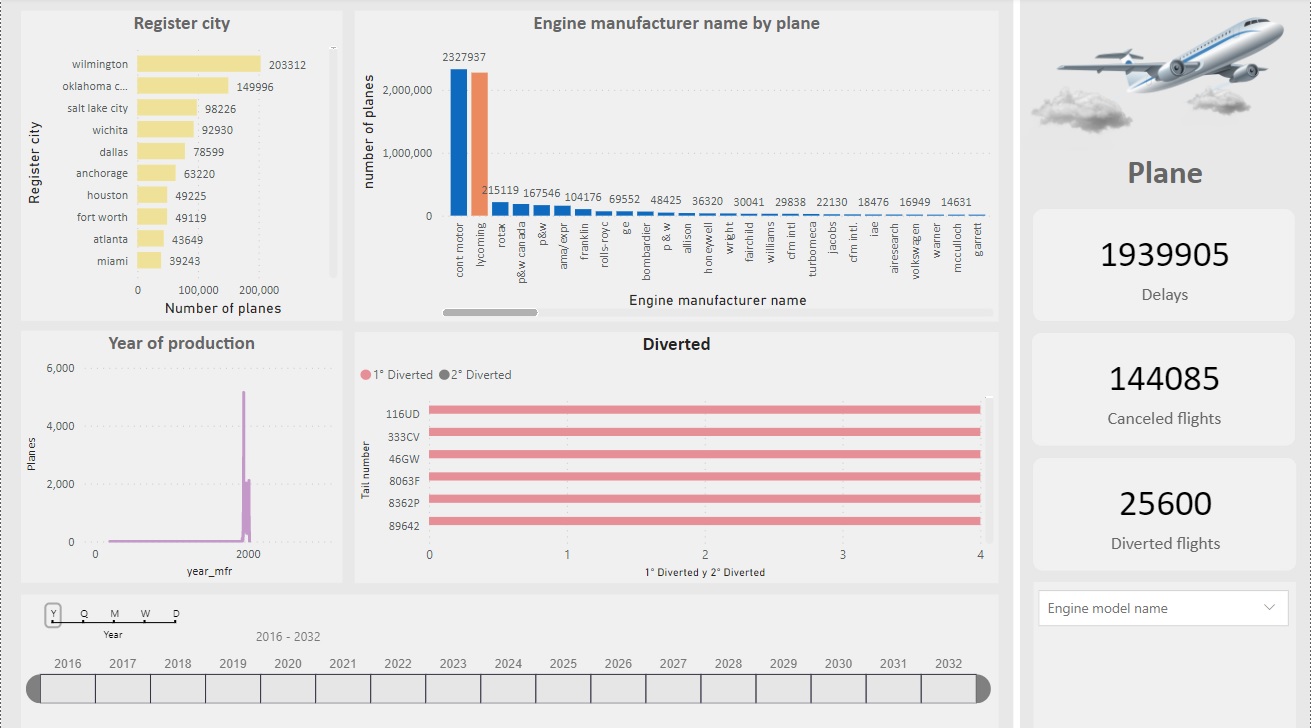 Register city
Register city
wilmington 203312
oklahoma c... 149996
salt lake city 98226
wichita 92930
dallas 78599
anchorage 63220
houston 49225
fort worth 49119
atlanta 43649
miami 39243
0 100,000 200,000
Number of planes
Engine manufacturer name by plane
number of planes
2,000,000
1,000,000
0
2327937
215119 167546 104176 69552 48425 36320 30041 29838 22130 18476 16949 14631
cont motor
lycoming
rotax
p&w canada
p&w
ama/expr
franklin
rolls-royc
ge
bombardier
p & w
allison
honeywell
wright
fairchild
williams
cfm intl
turbomeca
jacobs
cfm intl.
iae
airesearch
volkswagen
warner
mcculloch
garrett
Engine manufacturer name
Plane
1939905
Delays
144085
Canceled flights
25600
Diverted flights
Engine model name
Year of production
Planes
6,000
4,000
2,000
0
0 2000
year_mfr
Diverted
1° Diverted 2° Diverted
Tail number
116UD
333CV
46GW
8063F
8362P
89642
0 1 2 3 4
1° Diverted y 2° Diverted
Y Q M W D
Year
2016 - 2032
2016 2017 2018 2019 2020 2021 2022 2023 2024 2025 2026 2027 2028 2029 2030 2031 2032